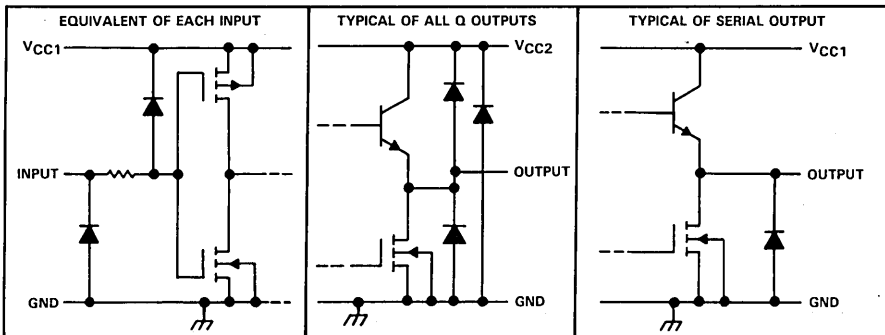 EQUIVALENT OF EACH INPUT
VCC1
INPUT
GND
TYPICAL OF ALL Q OUTPUTS
VCC2
OUTPUT
GND
TYPICAL OF SERIAL OUTPUT
VCC1
OUTPUT
GND